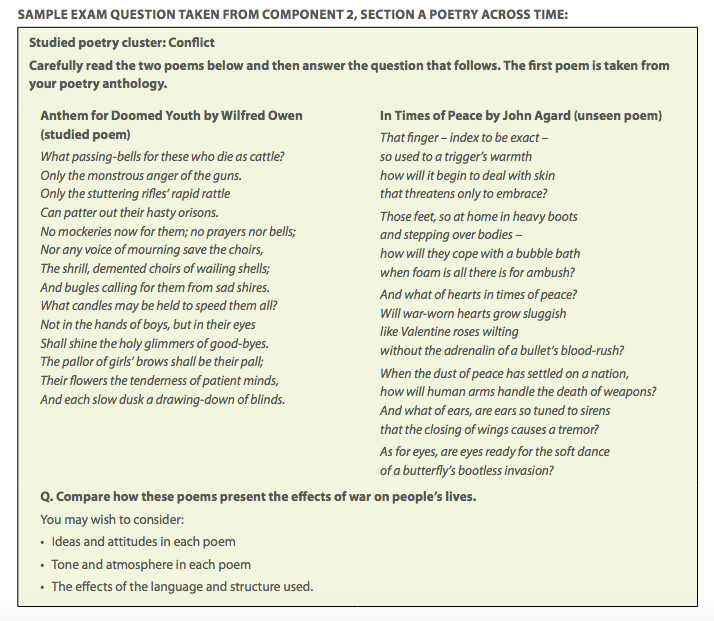 SAMPLE EXAM QUESTION TAKEN FROM COMPONENT 2, SECTION A POETRY ACROSS TIME:
Studied poetry cluster: Conflict
Carefully read the two poems below and then answer the question that follows. The first poem is taken from
your poetry anthology.
Anthem for Doomed Youth by Wilfred Owen
(studied poem)
What passing-bells for these who die as cattle?
Only the monstrous anger of the guns.
Only the stuttering rifles’ rapid rattle
Can patter out their hasty orisons.
No mockeries now for them; no prayers nor bells;
Nor any voice of mourning save the choirs,
The shrill, demented choirs of wailing shells;
And bugles calling for them from sad shires.
What candles may be held to speed them all?
Not in the hands of boys, but in their eyes
Shall shine the holy glimmers of good-byes.
The pallor of girls’ brows shall be their pall;
Their flowers the tenderness of patient minds,
And each slow dusk a drawing-down of blinds.
In Times of Peace by John Agard (unseen poem)
That finger – index to be exact –
so used to a trigger’s warmth
how will it begin to deal with skin
that threatens only to embrace?
Those feet, so at home in heavy boots
and stepping over bodies –
how will they cope with a bubble bath
when foam is all there is for ambush?
And what of hearts in times of peace?
Will war-worn hearts grow sluggish
like Valentine roses wilting
without the adrenalin of a bullet’s blood-rush?
When the dust of peace has settled on a nation,
how will human arms handle the death of weapons?
And what of ears, are ears so tuned to sirens
that the closing of wings causes a tremor?
As for eyes, are eyes ready for the soft dance
of a butterfly’s bootless invasion?
Q. Compare how these poems present the effects of war on people’s lives.
You may wish to consider:
• Ideas and attitudes in each poem
• Tone and atmosphere in each poem
• The effects of the language and structure used.